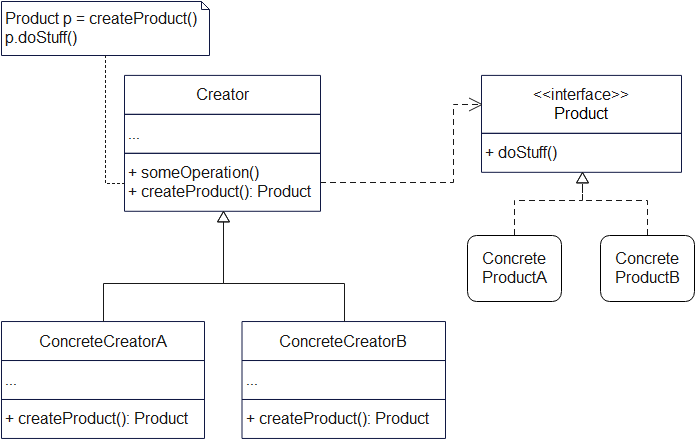 Product p = createProduct()
p.doStuff()
Creator
...
+ someOperation()
+ createProduct(): Product
<<interface>>
Product
+ doStuff()
Concrete
ProductA
Concrete
ProductB
ConcreteCreatorA
...
+ createProduct(): Product
ConcreteCreatorB
...
+ createProduct(): Product